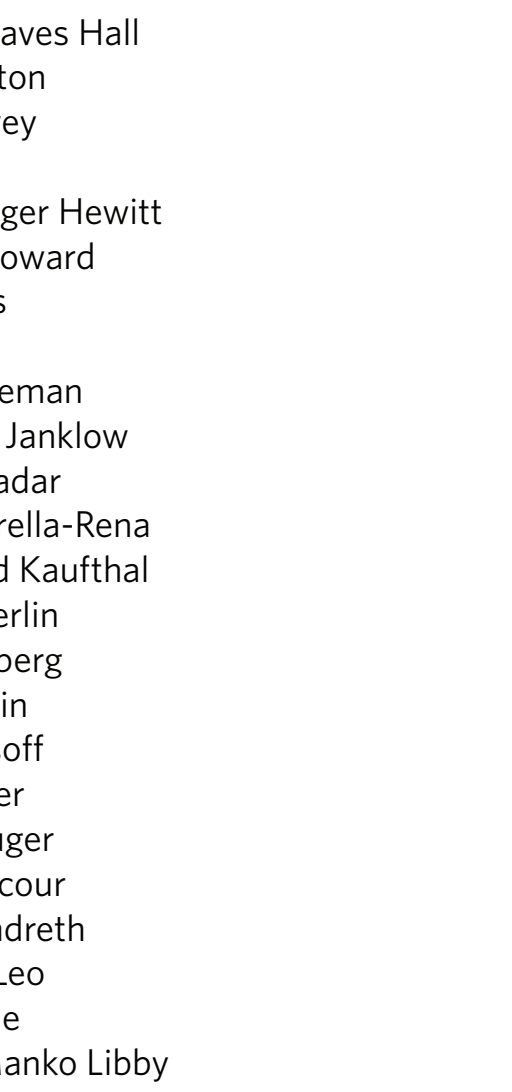 aves Hall
ton
ey
ger Hewitt
oward
s
eman
Janklow
adar
rella-Rena
d Kaufthal
erlin
berg
in
off
er
uger
cour
dreth
Leo
e
anko Libby